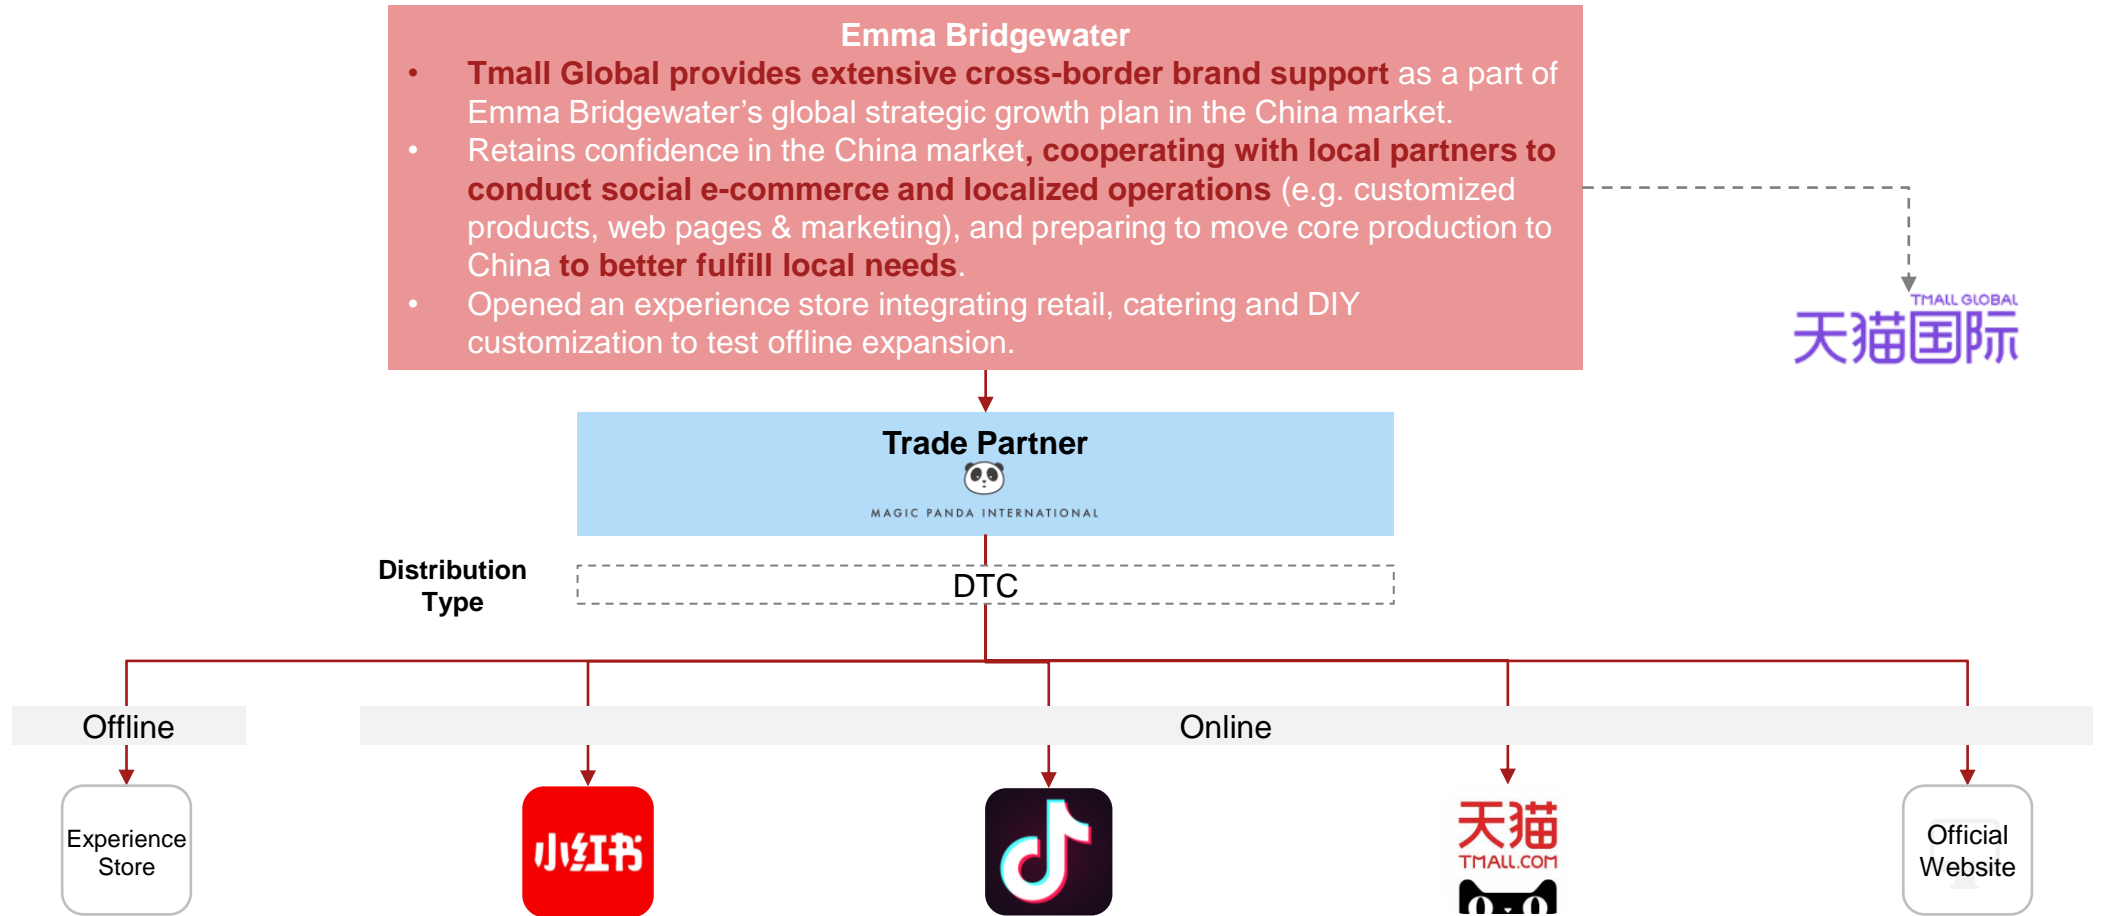 Emma Bridgewater
• Tmall Global provides extensive cross-border brand support as a part of
Emma Bridgewater’s global strategic growth plan in the China market.
• Retains confidence in the China market, cooperating with local partners to
conduct social e-commerce and localized operations (e.g. customized
products, web pages & marketing), and preparing to move core production to
China to better fulfill local needs.
• Opened an experience store integrating retail, catering and DIY
customization to test offline expansion.
TMALL GLOBAL
天猫国际
Trade Partner
MAGIC PANDA INTERNATIONAL
Distribution
Type
DTC
Offline
Online
Experience
Store
小红书
天猫
TMALL.COM
Official
Website